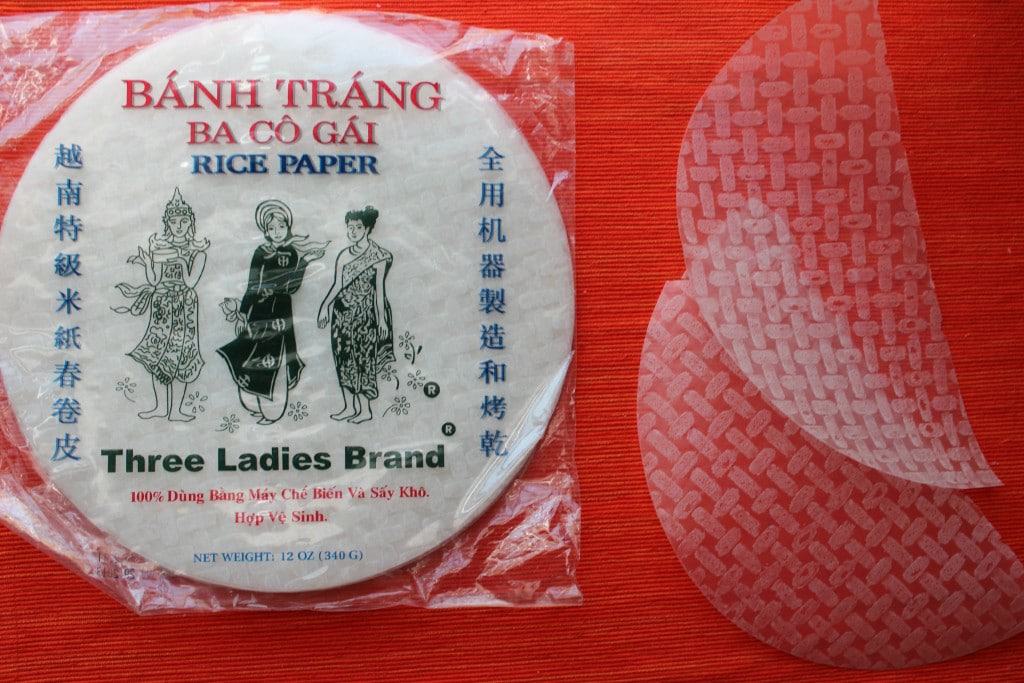 BÁNH TRÁNG
BA CÔ GÁI
RICE PAPER
越南特級米紙春卷皮
全用机器製造和烤乾
®
Three Ladies Brand®
100% Dùng Bàng Máy Chế Biến Và Sấy Khô.
Hợp Vệ Sinh.
NET WEIGHT: 12 OZ (340 G)